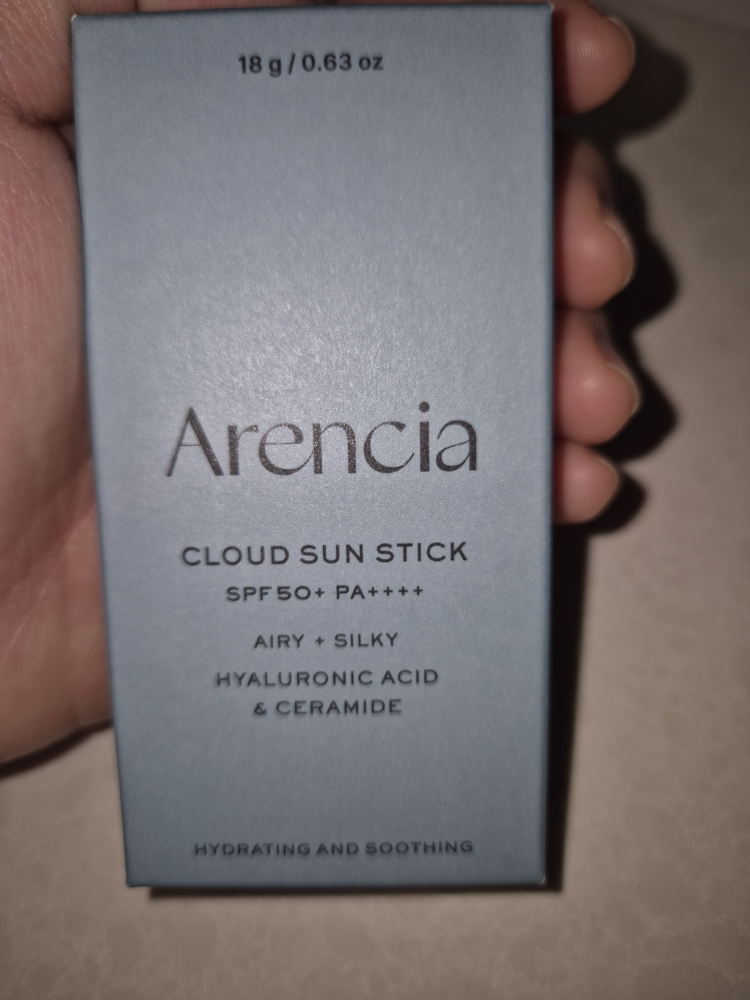 18 g / 0.63 oz
Arencia
CLOUD SUN STICK
SPF50+ PA++++
AIRY + SILKY
HYALURONIC ACID
& CERAMIDE
HYDRATING AND SOOTHING